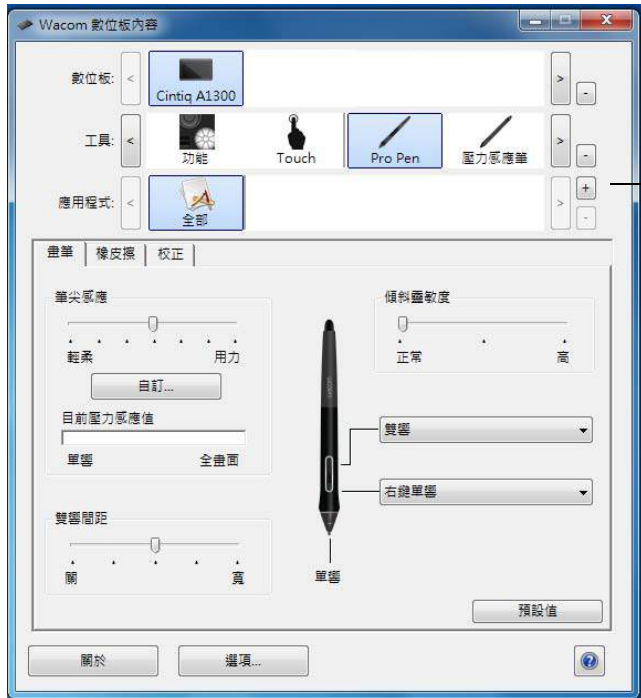 Wacom 數位板內容
數位板: < Cintiq A1300 > -
工具: < 功能 Touch Pro Pen 壓力感應筆 > -
應用程式: < 全部 > + -
畫筆 橡皮擦 校正
筆尖感應 傾斜靈敏度
輕柔 用力 正常 高
自訂...
目前壓力感應值
雙響
單響 全畫面
右鍵單響
雙響間距
關 寬 單響
預設值
關於 選項... ?